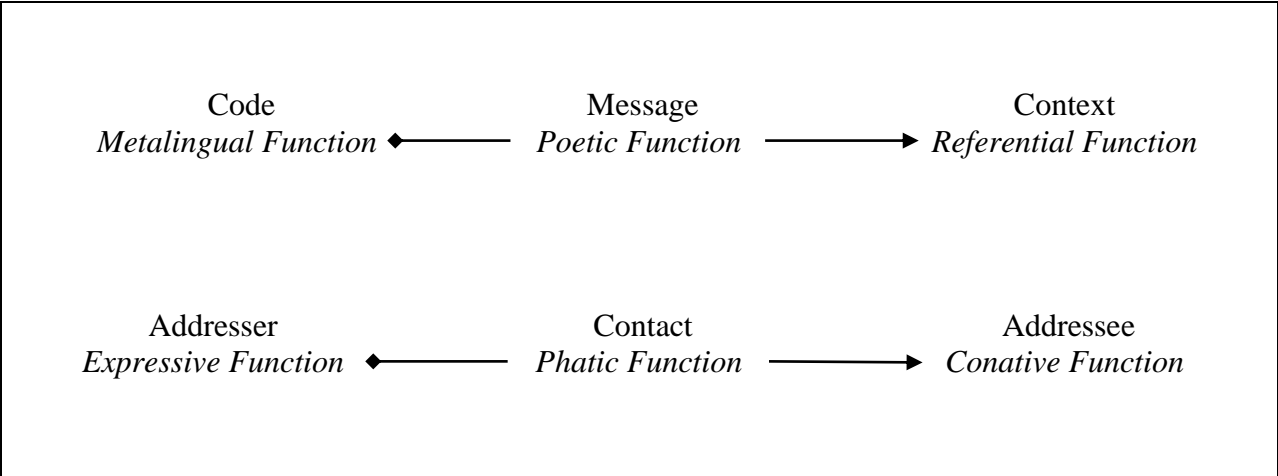 Code Message Context
Metalingual Function Poetic Function Referential Function
Addresser Contact Addressee
Expressive Function Phatic Function Conative Function